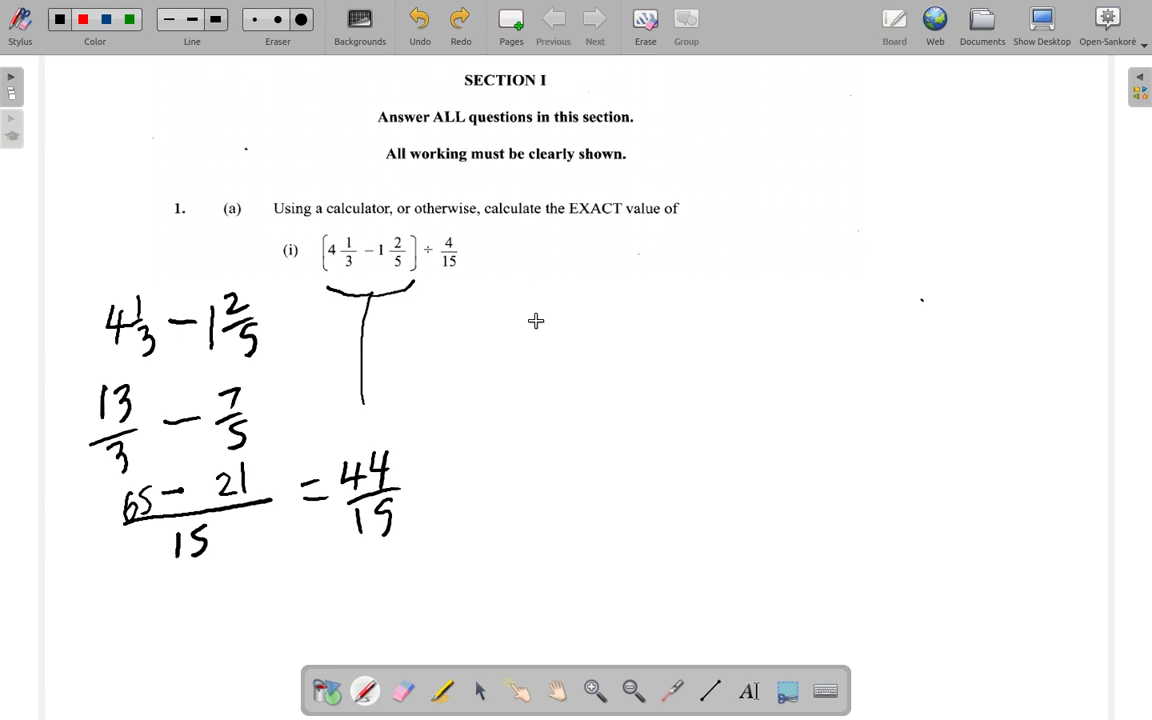 Stylus Color Line Eraser Backgrounds Undo Redo Pages Previous Next Erase Group Board Web Documents Show Desktop Open-Sankoré
SECTION I
Answer ALL questions in this section.
All working must be clearly shown.
1. (a) Using a calculator, or otherwise, calculate the EXACT value of
(i) [4 1/3 − 1 2/5] ÷ 4/15
4 1/3 − 1 2/5
13/3 − 7/5
(65 − 21)/15 = 44/15